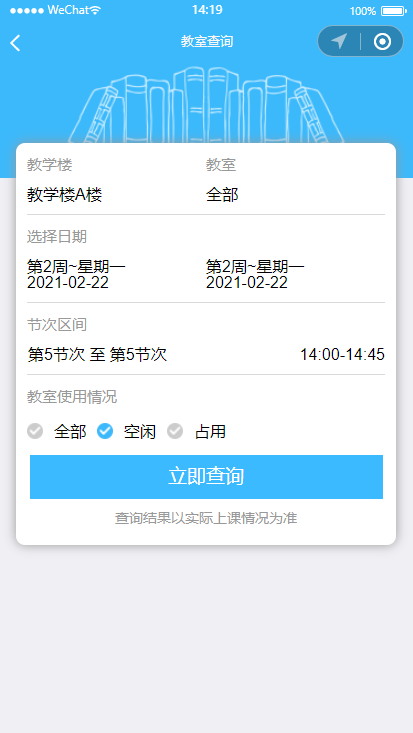 ●●●●● WeChat 14:19 100%
教室查询
教学楼 教室
教学楼A楼 全部
选择日期
第2周~星期一 第2周~星期一
2021-02-22 2021-02-22
节次区间
第5节次 至 第5节次 14:00-14:45
教室使用情况
全部 空闲 占用
立即查询
查询结果以实际上课情况为准